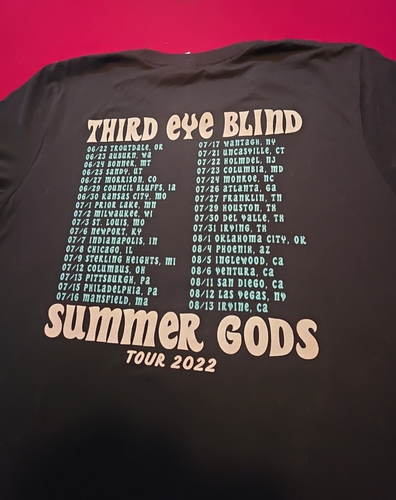 THIRD EYE BLIND
06/22 TROUTDALE, OR
06/23 AUBURN, WA
06/24 BONNER, MT
06/25 SANDY, UT
06/27 MORRISON, CO
06/29 COUNCIL BLUFFS, IA
06/30 KANSAS CITY, MO
07/1 PRIOR LAKE, MN
07/2 MILWAUKEE, WI
07/3 ST. LOUIS, MO
07/6 NEWPORT, KY
07/7 INDIANAPOLIS, IN
07/8 CHICAGO, IL
07/9 STERLING HEIGHTS, MI
07/12 COLUMBUS, OH
07/13 PITTSBURGH, PA
07/15 PHILADELPHIA, PA
07/16 MANSFIELD, MA
07/17 WANTAGH, NY
07/21 UNCASVILLE, CT
07/22 HOLMDEL, NJ
07/23 COLUMBIA, MD
07/24 MONROE, NC
07/26 ATLANTA, GA
07/27 FRANKLIN, TN
07/29 HOUSTON, TX
07/30 DEL VALLE, TX
07/31 IRVING, TX
08/1 OKLAHOMA CITY, OK
08/4 PHOENIX, AZ
08/5 INGLEWOOD, CA
08/6 VENTURA, CA
08/11 SAN DIEGO, CA
08/12 LAS VEGAS, NV
08/13 IRVINE, CA
SUMMER GODS
TOUR 2022